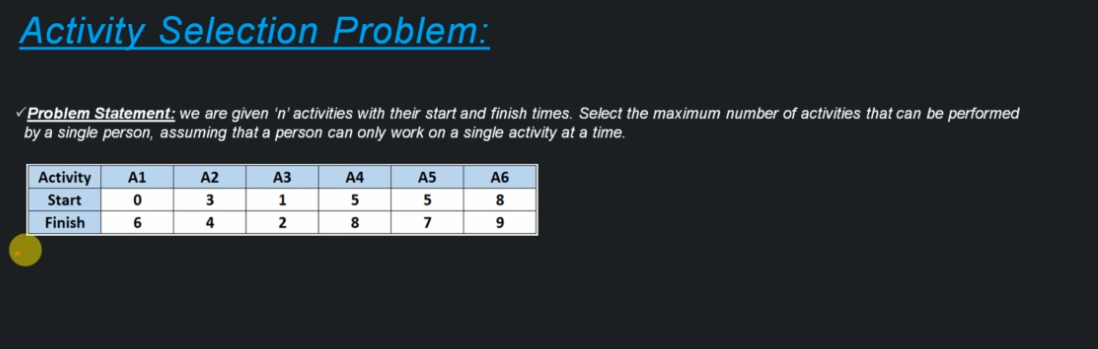 Activity Selection Problem:
✓Problem Statement: we are given 'n' activities with their start and finish times. Select the maximum number of activities that can be performed
by a single person, assuming that a person can only work on a single activity at a time.
Activity A1 A2 A3 A4 A5 A6
Start 0 3 1 5 5 8
Finish 6 4 2 8 7 9